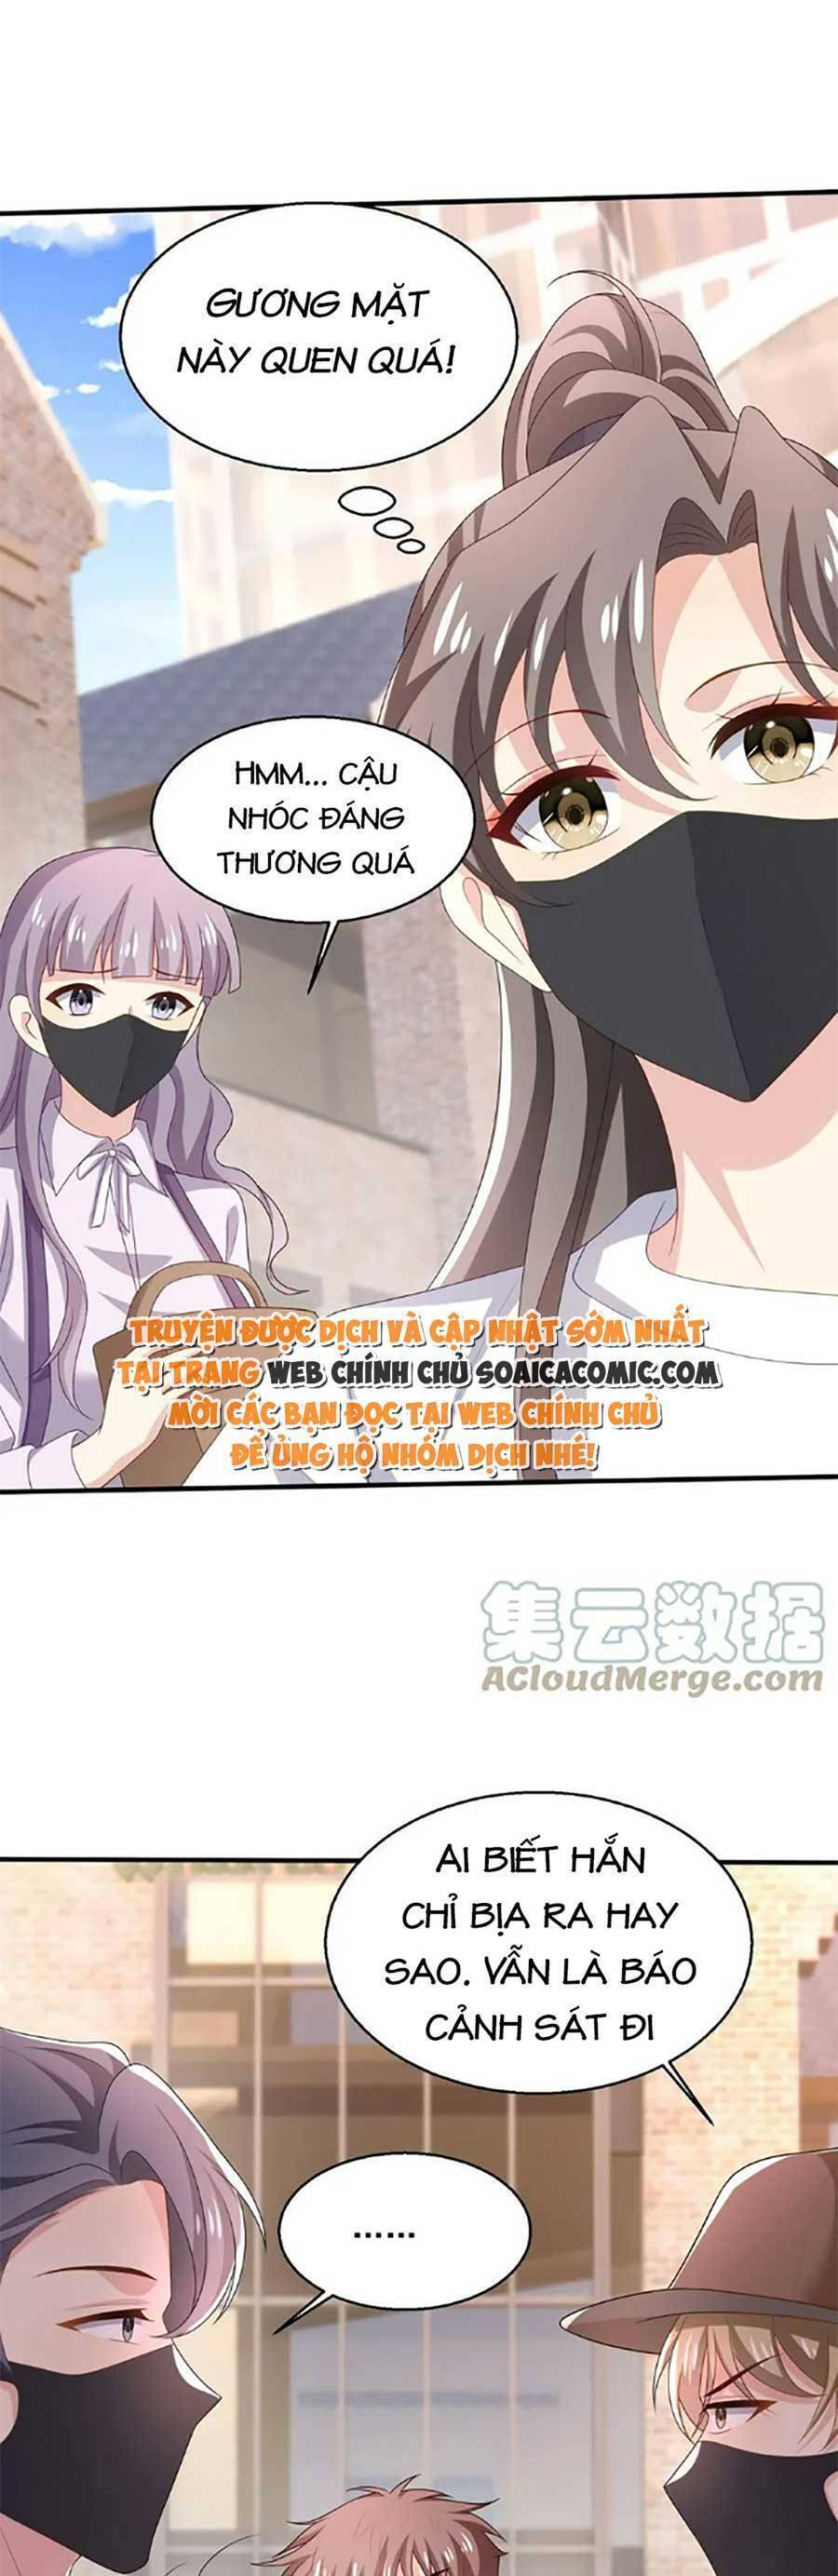 GƯƠNG MẶT
NÀY QUEN QUÁ!
HMM... CẬU
NHÓC ĐÁNG
THƯƠNG QUÁ
TRUYỆN ĐƯỢC DỊCH VÀ CẬP NHẬT SỚM NHẤT
TẠI TRANG WEB CHÍNH CHỦ SOAICACOMIC.COM
MỜI CÁC BẠN ĐỌC TẠI WEB CHÍNH CHỦ
ĐỂ ỦNG HỘ NHÓM DỊCH NHÉ!
集云数据
ACloudMerge.com
AI BIẾT HẮN
CHỈ BỊA RA HAY
SAO. VẪN LÀ BÁO
CẢNH SÁT ĐI
......